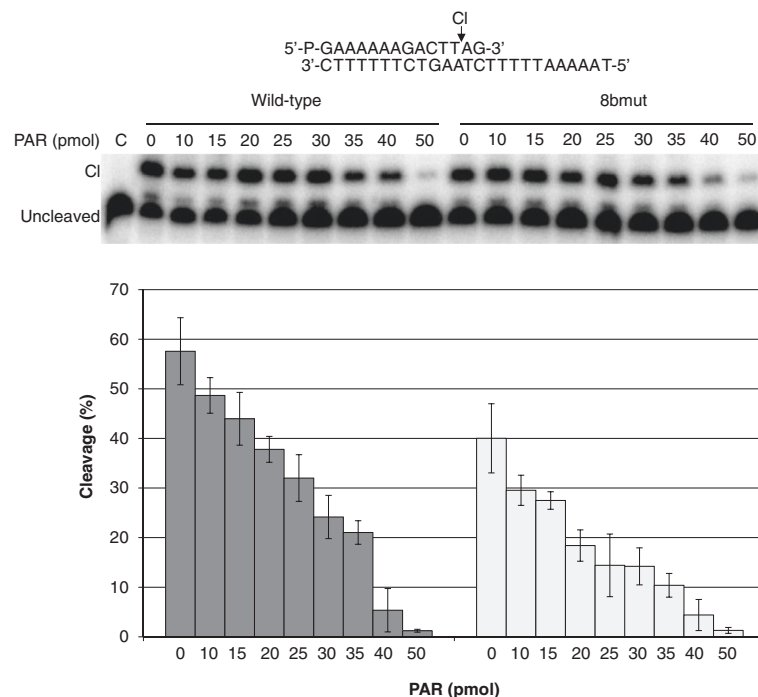 Cl
5'-P-GAAAAAAGACTTAG-3'
3'-CTTTTTTCTGAATCTTTTTAAAAAT-5'
Wild-type 8bmut
PAR (pmol) C 0 10 15 20 25 30 35 40 50 0 10 15 20 25 30 35 40 50
Cl
Uncleaved
70
60
50
40
30
20
10
0
Cleavage (%)
0 10 15 20 25 30 35 40 50 0 10 15 20 25 30 35 40 50
PAR (pmol)